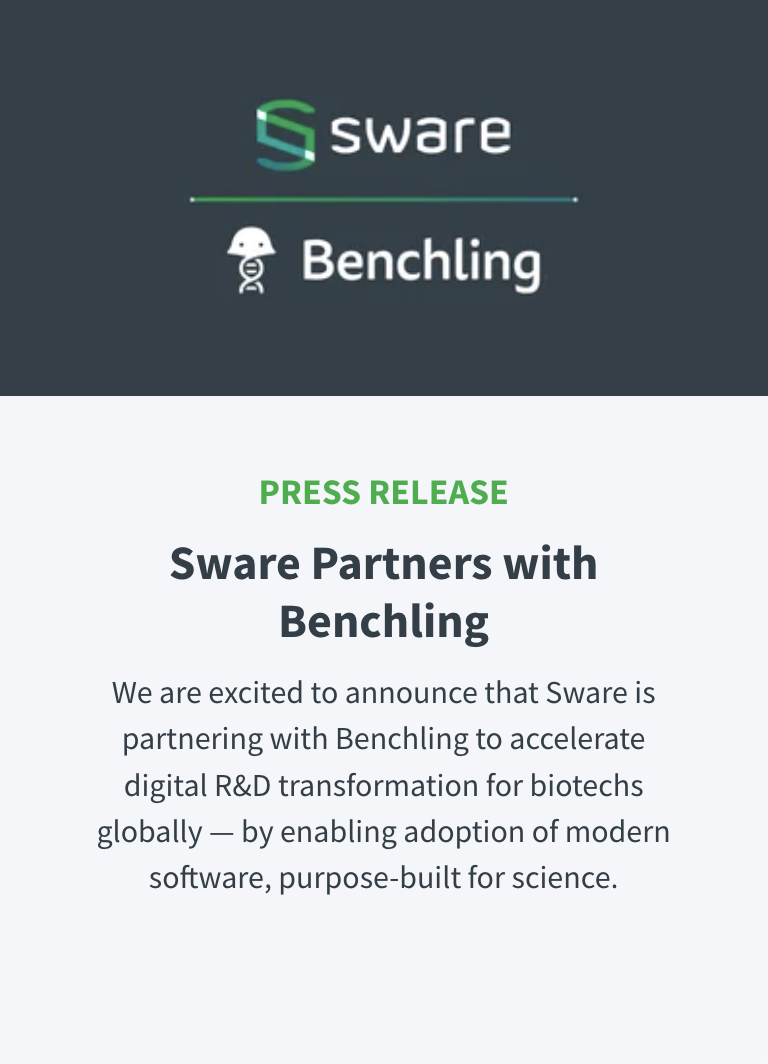 sware
Benchling
PRESS RELEASE
Sware Partners with
Benchling
We are excited to announce that Sware is
partnering with Benchling to accelerate
digital R&D transformation for biotechs
globally — by enabling adoption of modern
software, purpose-built for science.